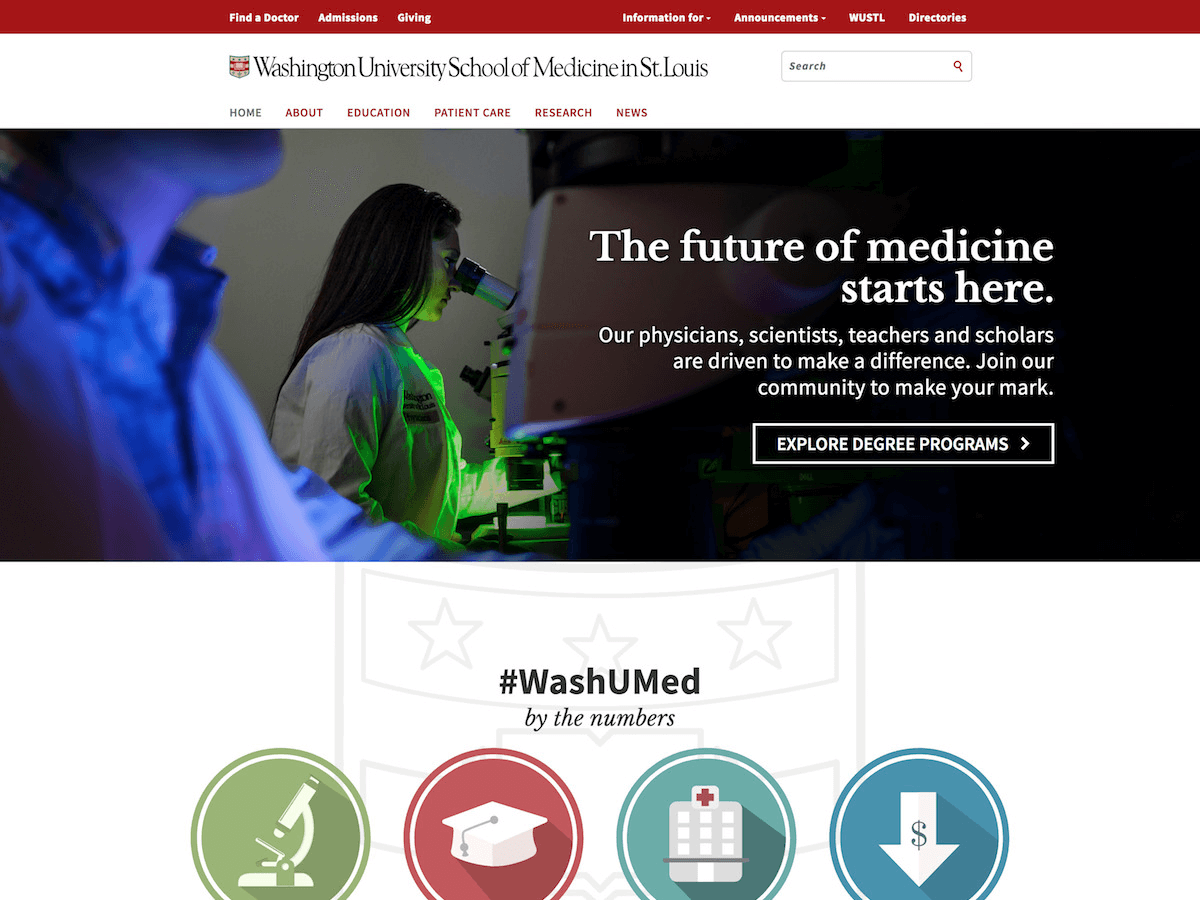 Find a Doctor Admissions Giving Information for Announcements WUSTL Directories
Washington University School of Medicine in St. Louis
Search
HOME ABOUT EDUCATION PATIENT CARE RESEARCH NEWS
The future of medicine
starts here.
Our physicians, scientists, teachers and scholars
are driven to make a difference. Join our
community to make your mark.
EXPLORE DEGREE PROGRAMS
#WashUMed
by the numbers
$